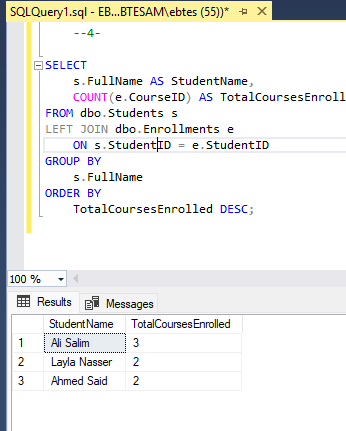 SQLQuery1.sql - EB...BTESAM\ebtes (55))*
--4-
SELECT
s.FullName AS StudentName,
COUNT(e.CourseID) AS TotalCoursesEnroll
FROM dbo.Students s
LEFT JOIN dbo.Enrollments e
ON s.StudentID = e.StudentID
GROUP BY
s.FullName
ORDER BY
TotalCoursesEnrolled DESC;
100 %
Results Messages
StudentName TotalCoursesEnrolled
1 Ali Salim 3
2 Layla Nasser 2
3 Ahmed Said 2